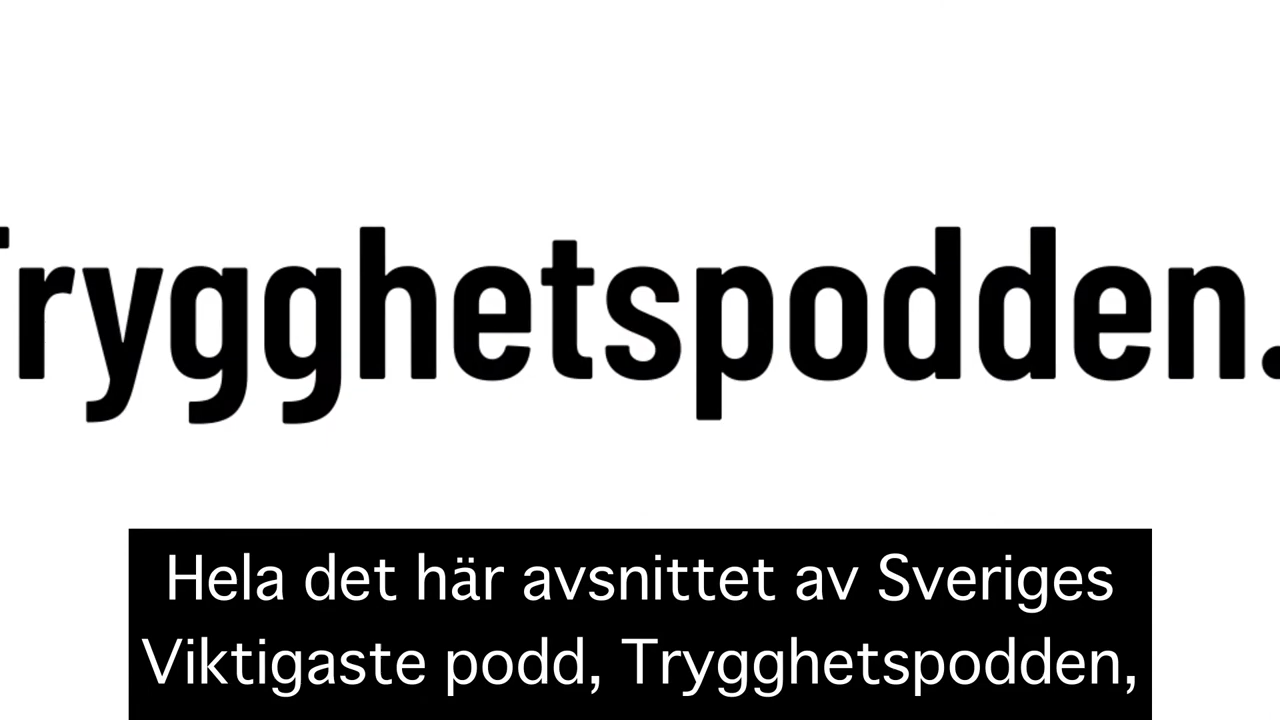 Trygghetspodden.
Hela det här avsnittet av Sveriges
Viktigaste podd, Trygghetspodden,